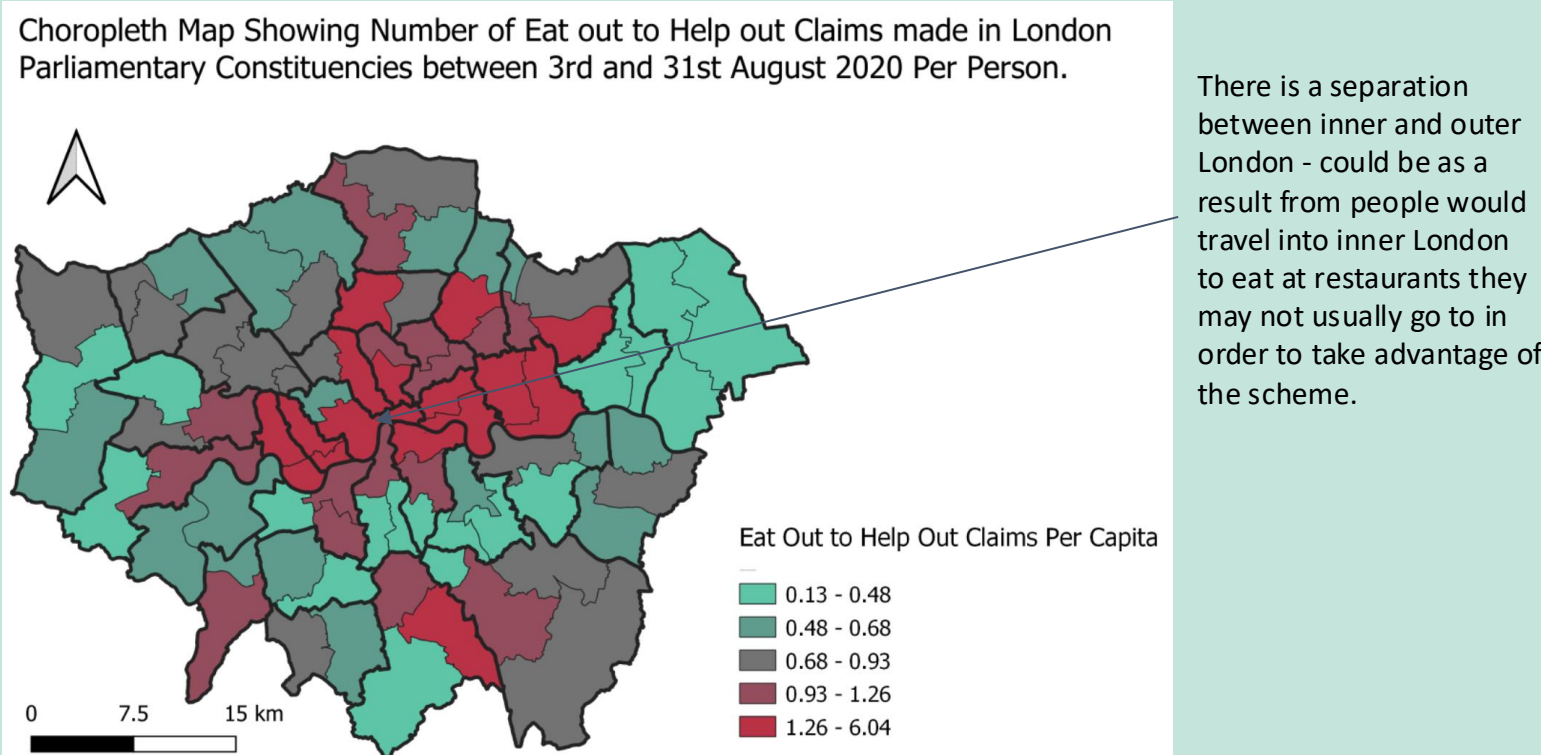 Choropleth Map Showing Number of Eat out to Help out Claims made in London
Parliamentary Constituencies between 3rd and 31st August 2020 Per Person.
There is a separation
between inner and outer
London - could be as a
result from people would
travel into inner London
to eat at restaurants they
may not usually go to in
order to take advantage of
the scheme.
Eat Out to Help Out Claims Per Capita
0.13 - 0.48
0.48 - 0.68
0.68 - 0.93
0.93 - 1.26
1.26 - 6.04
0 7.5 15 km